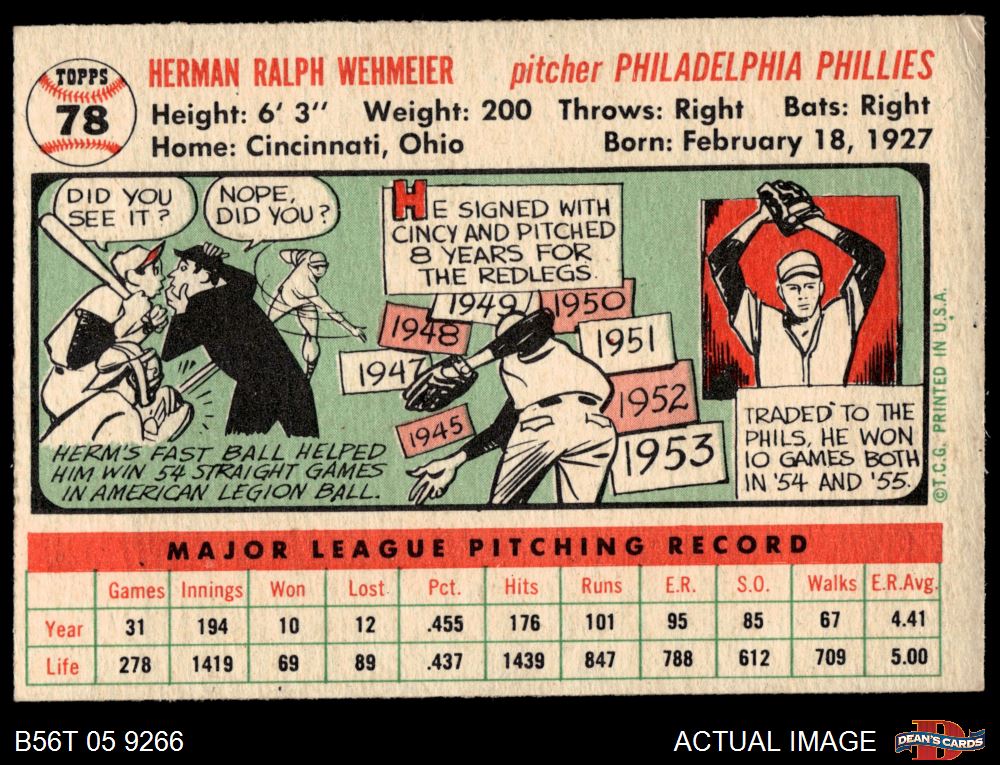 TOPPS
78
HERMAN RALPH WEHMEIER pitcher PHILADELPHIA PHILLIES
Height: 6' 3" Weight: 200 Throws: Right Bats: Right
Home: Cincinnati, Ohio Born: February 18, 1927
DID YOU
SEE IT?
NOPE,
DID YOU?
HERM'S FAST BALL HELPED
HIM WIN 54 STRAIGHT GAMES
IN AMERICAN LEGION BALL.
HE SIGNED WITH
CINCY AND PITCHED
8 YEARS FOR
THE REDLEGS.
1949
1950
1948
1951
1947
1952
1945
1953
TRADED TO THE
PHILS, HE WON
10 GAMES BOTH
IN '54 AND '55.
©T.C.G. PRINTED IN U.S.A.
MAJOR LEAGUE PITCHING RECORD
Games Innings Won Lost Pct. Hits Runs E.R. S.O. Walks E.R.Avg.
Year 31 194 10 12 .455 176 101 95 85 67 4.41
Life 278 1419 69 89 .437 1439 847 788 612 709 5.00
B56T 05 9266 ACTUAL IMAGE DEAN'S CARDS